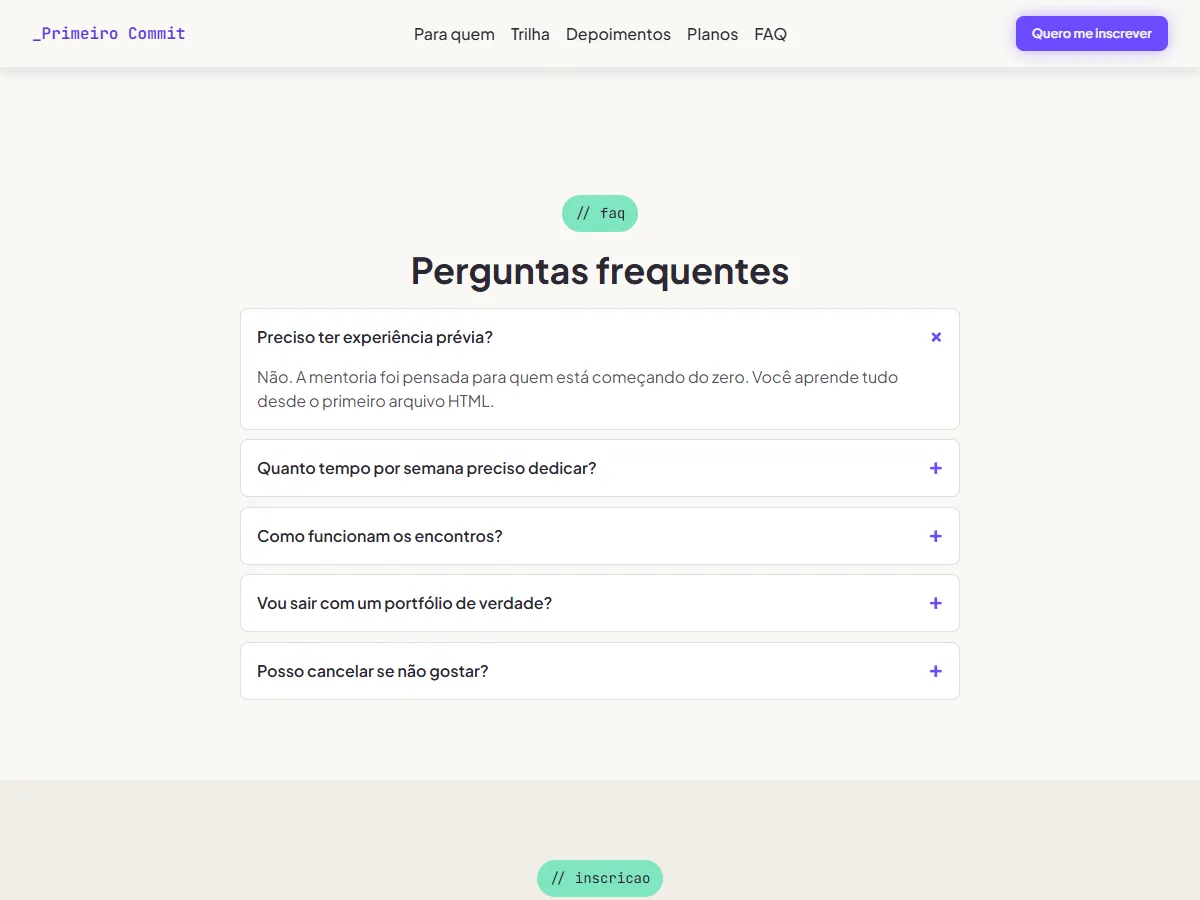 _Primeiro Commit
Para quem Trilha Depoimentos Planos FAQ
Quero me inscrever
// faq
Perguntas frequentes
Preciso ter experiência prévia?
Não. A mentoria foi pensada para quem está começando do zero. Você aprende tudo
desde o primeiro arquivo HTML.
Quanto tempo por semana preciso dedicar?
+
Como funcionam os encontros?
+
Vou sair com um portfólio de verdade?
+
Posso cancelar se não gostar?
+
// inscricao